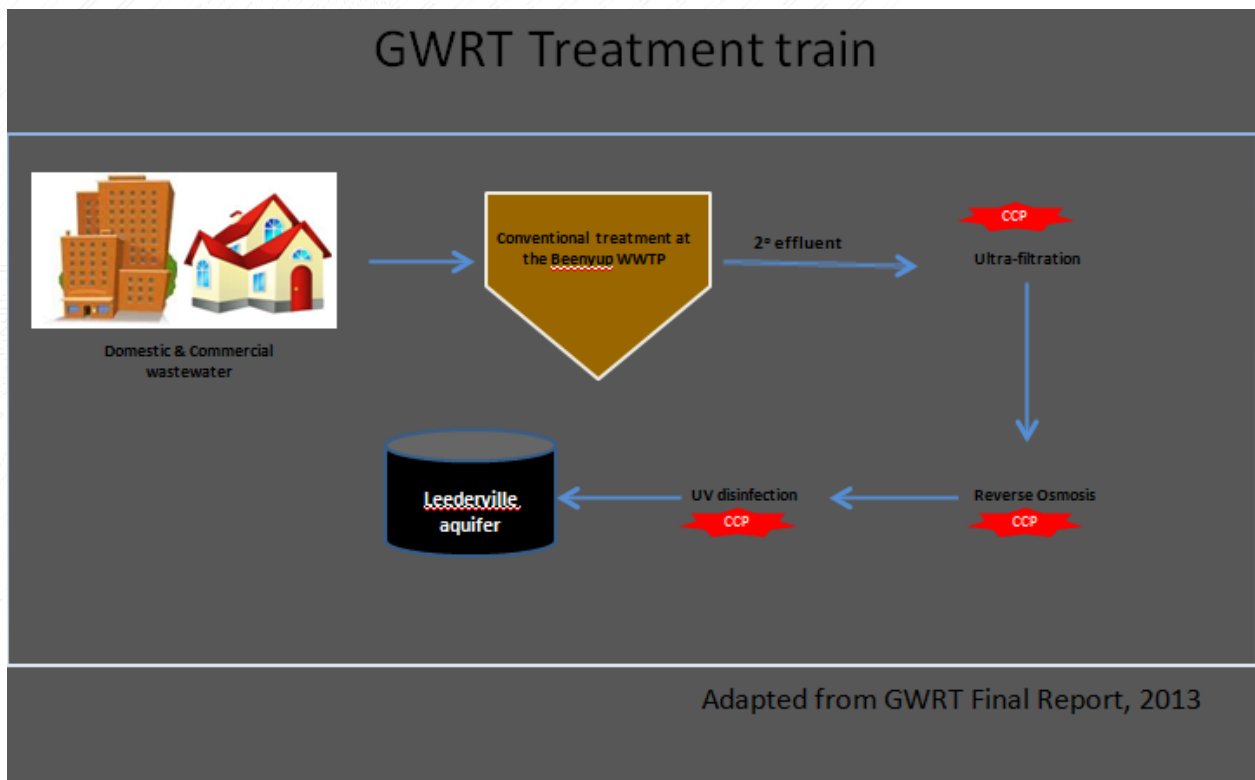 GWRT Treatment train
Domestic & Commercial
wastewater
Conventional treatment at
the Beenyup WWTP
2º effluent
CCP
Ultra-filtration
Reverse Osmosis
CCP
UV disinfection
CCP
Leederville
aquifer
Adapted from GWRT Final Report, 2013